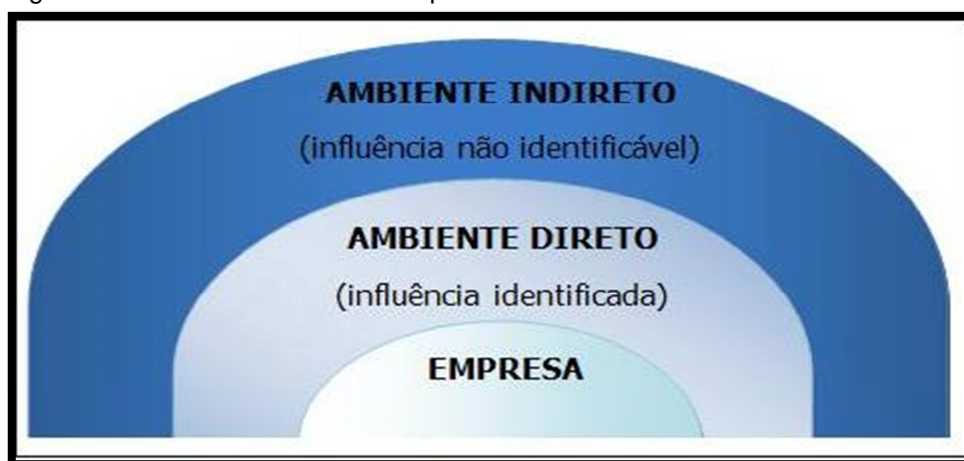 AMBIENTE INDIRETO
(influência não identificável)
AMBIENTE DIRETO
(influência identificada)
EMPRESA